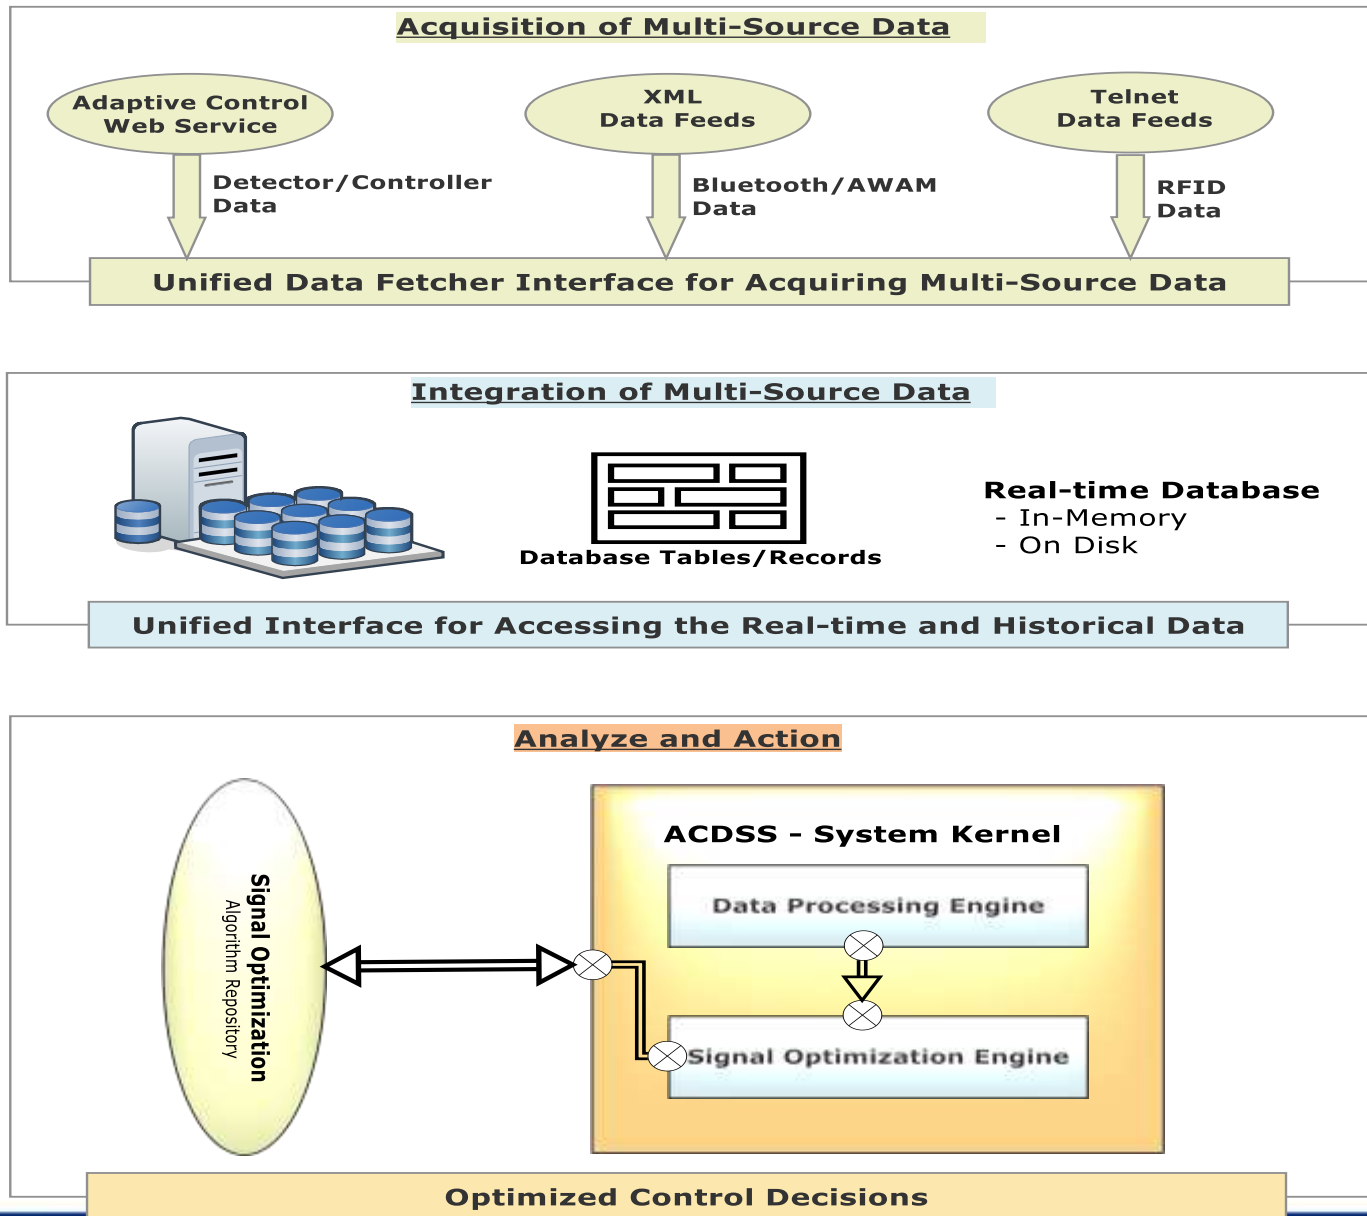 Acquisition of Multi-Source Data
Adaptive Control
Web Service
XML
Data Feeds
Telnet
Data Feeds
Detector/Controller
Data
Bluetooth/AWAM
Data
RFID
Data
Unified Data Fetcher Interface for Acquiring Multi-Source Data
Integration of Multi-Source Data
Database Tables/Records
Real-time Database
- In-Memory
- On Disk
Unified Interface for Accessing the Real-time and Historical Data
Analyze and Action
Signal Optimization
Algorithm Repository
ACDSS - System Kernel
Data Processing Engine
Signal Optimization Engine
Optimized Control Decisions